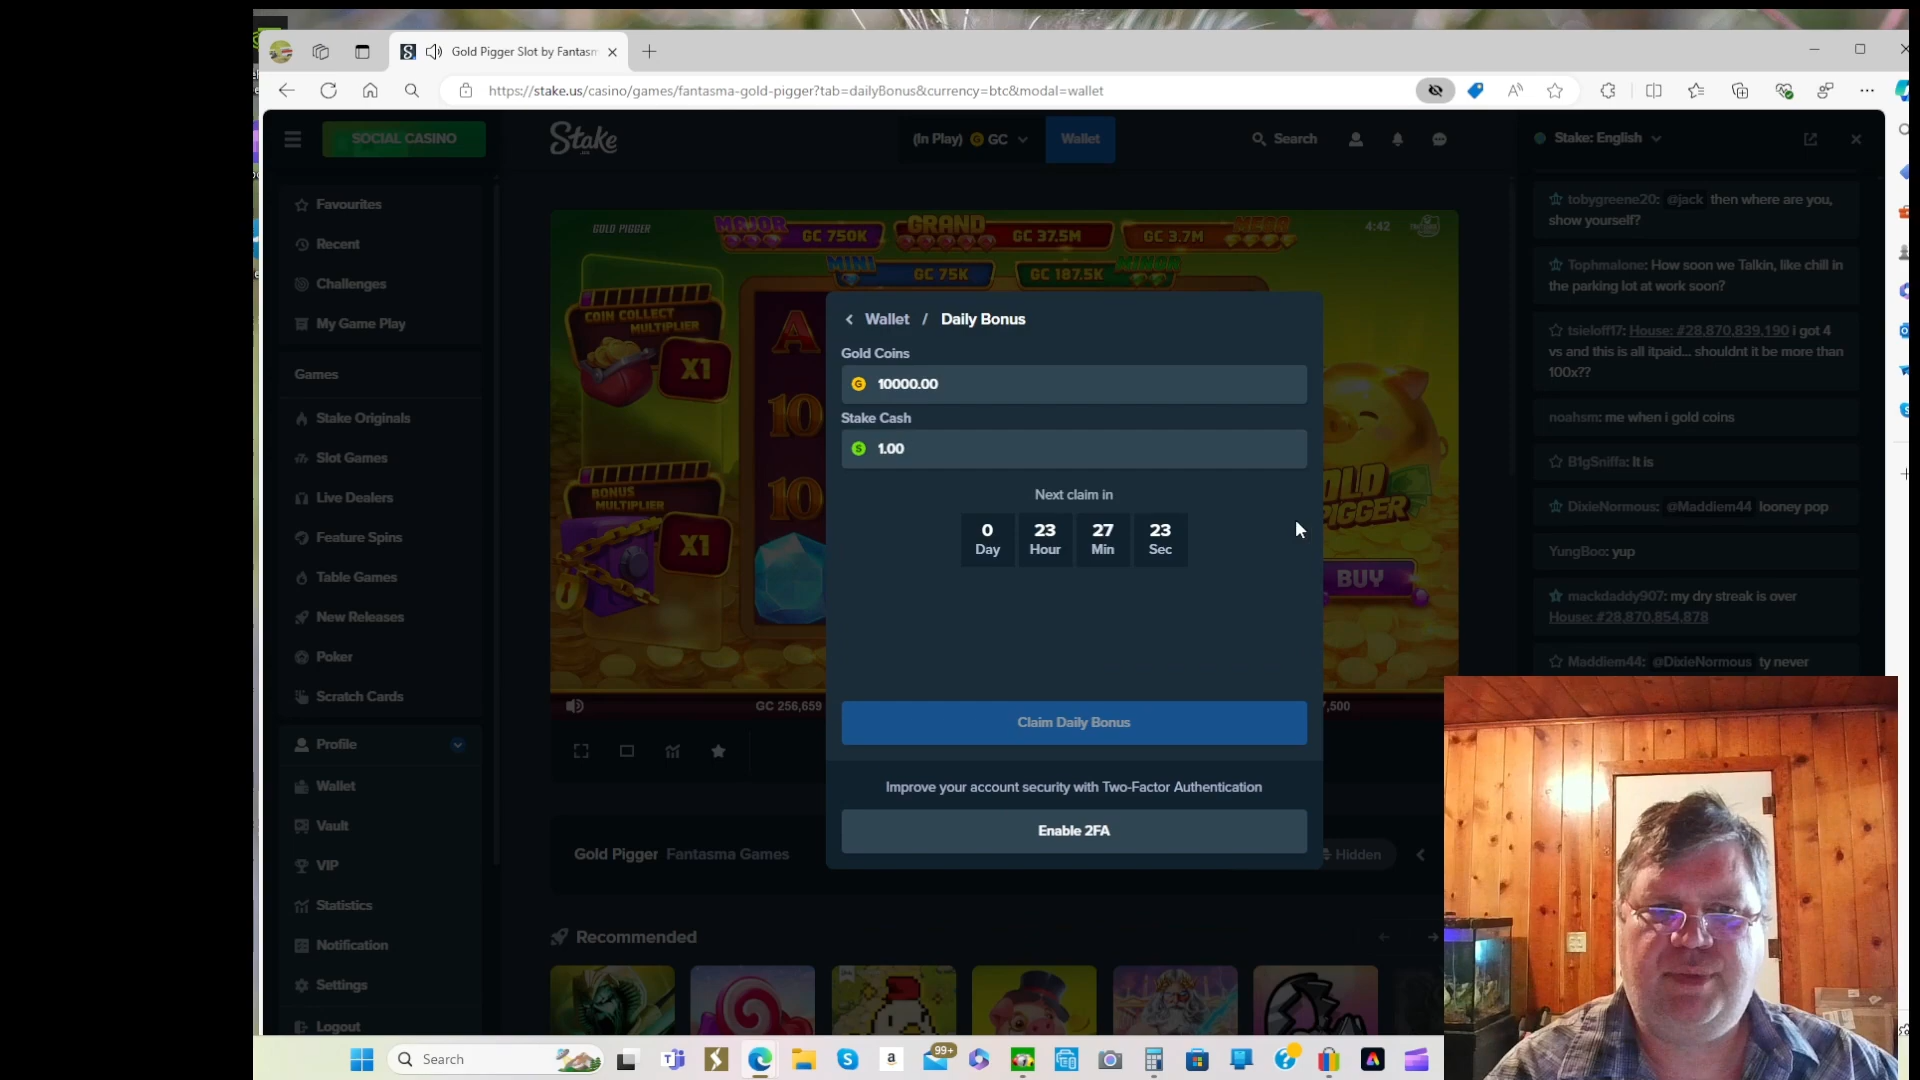 Gold Pigger Slot by Fantasm
https://stake.us/casino/games/fantasma-gold-pigger?tab=dailyBonus&currency=btc&modal=wallet
SOCIAL CASINO
Stake
(In Play) GC
Wallet
Search
Stake: English
Favourites
Recent
Challenges
My Game Play
Games
Stake Originals
Slot Games
Live Dealers
Feature Spins
Table Games
New Releases
Poker
Scratch Cards
Profile
Wallet
Vault
VIP
Statistics
Notification
Settings
Logout
GOLD PIGGER
MAJOR GC 750K
GRAND GC 37.5M
GC 3.7M MEGA
4:42
MINI GC 75K
GC 187.5K MINOR
COIN COLLECT
MULTIPLIER
X1
BONUS
MULTIPLIER
X1
A
10
10
PIGGER
BUY
GC 256,659
Wallet / Daily Bonus
Gold Coins
10000.00
Stake Cash
1.00
Next claim in
0 23 27 23
Day Hour Min Sec
Claim Daily Bonus
Improve your account security with Two-Factor Authentication
Enable 2FA
Gold Pigger Fantasma Games
Hidden
Recommended
tobygreene20: @jack then where are you,
show yourself?
Tophmalone: How soon we Talkin, like chill in
the parking lot at work soon?
tsieloff17: House: #28,870,839,190 i got 4
vs and this is all itpaid... shouldnt it be more than
100x??
noahsm: me when i gold coins
B1gSniffa: It is
DixieNormous: @Maddiem44 looney pop
YungBoo: yup
mackdaddy907: my dry streak is over
House: #28,870,854,878
Maddiem44: @DixieNormous ty never
Search
99+